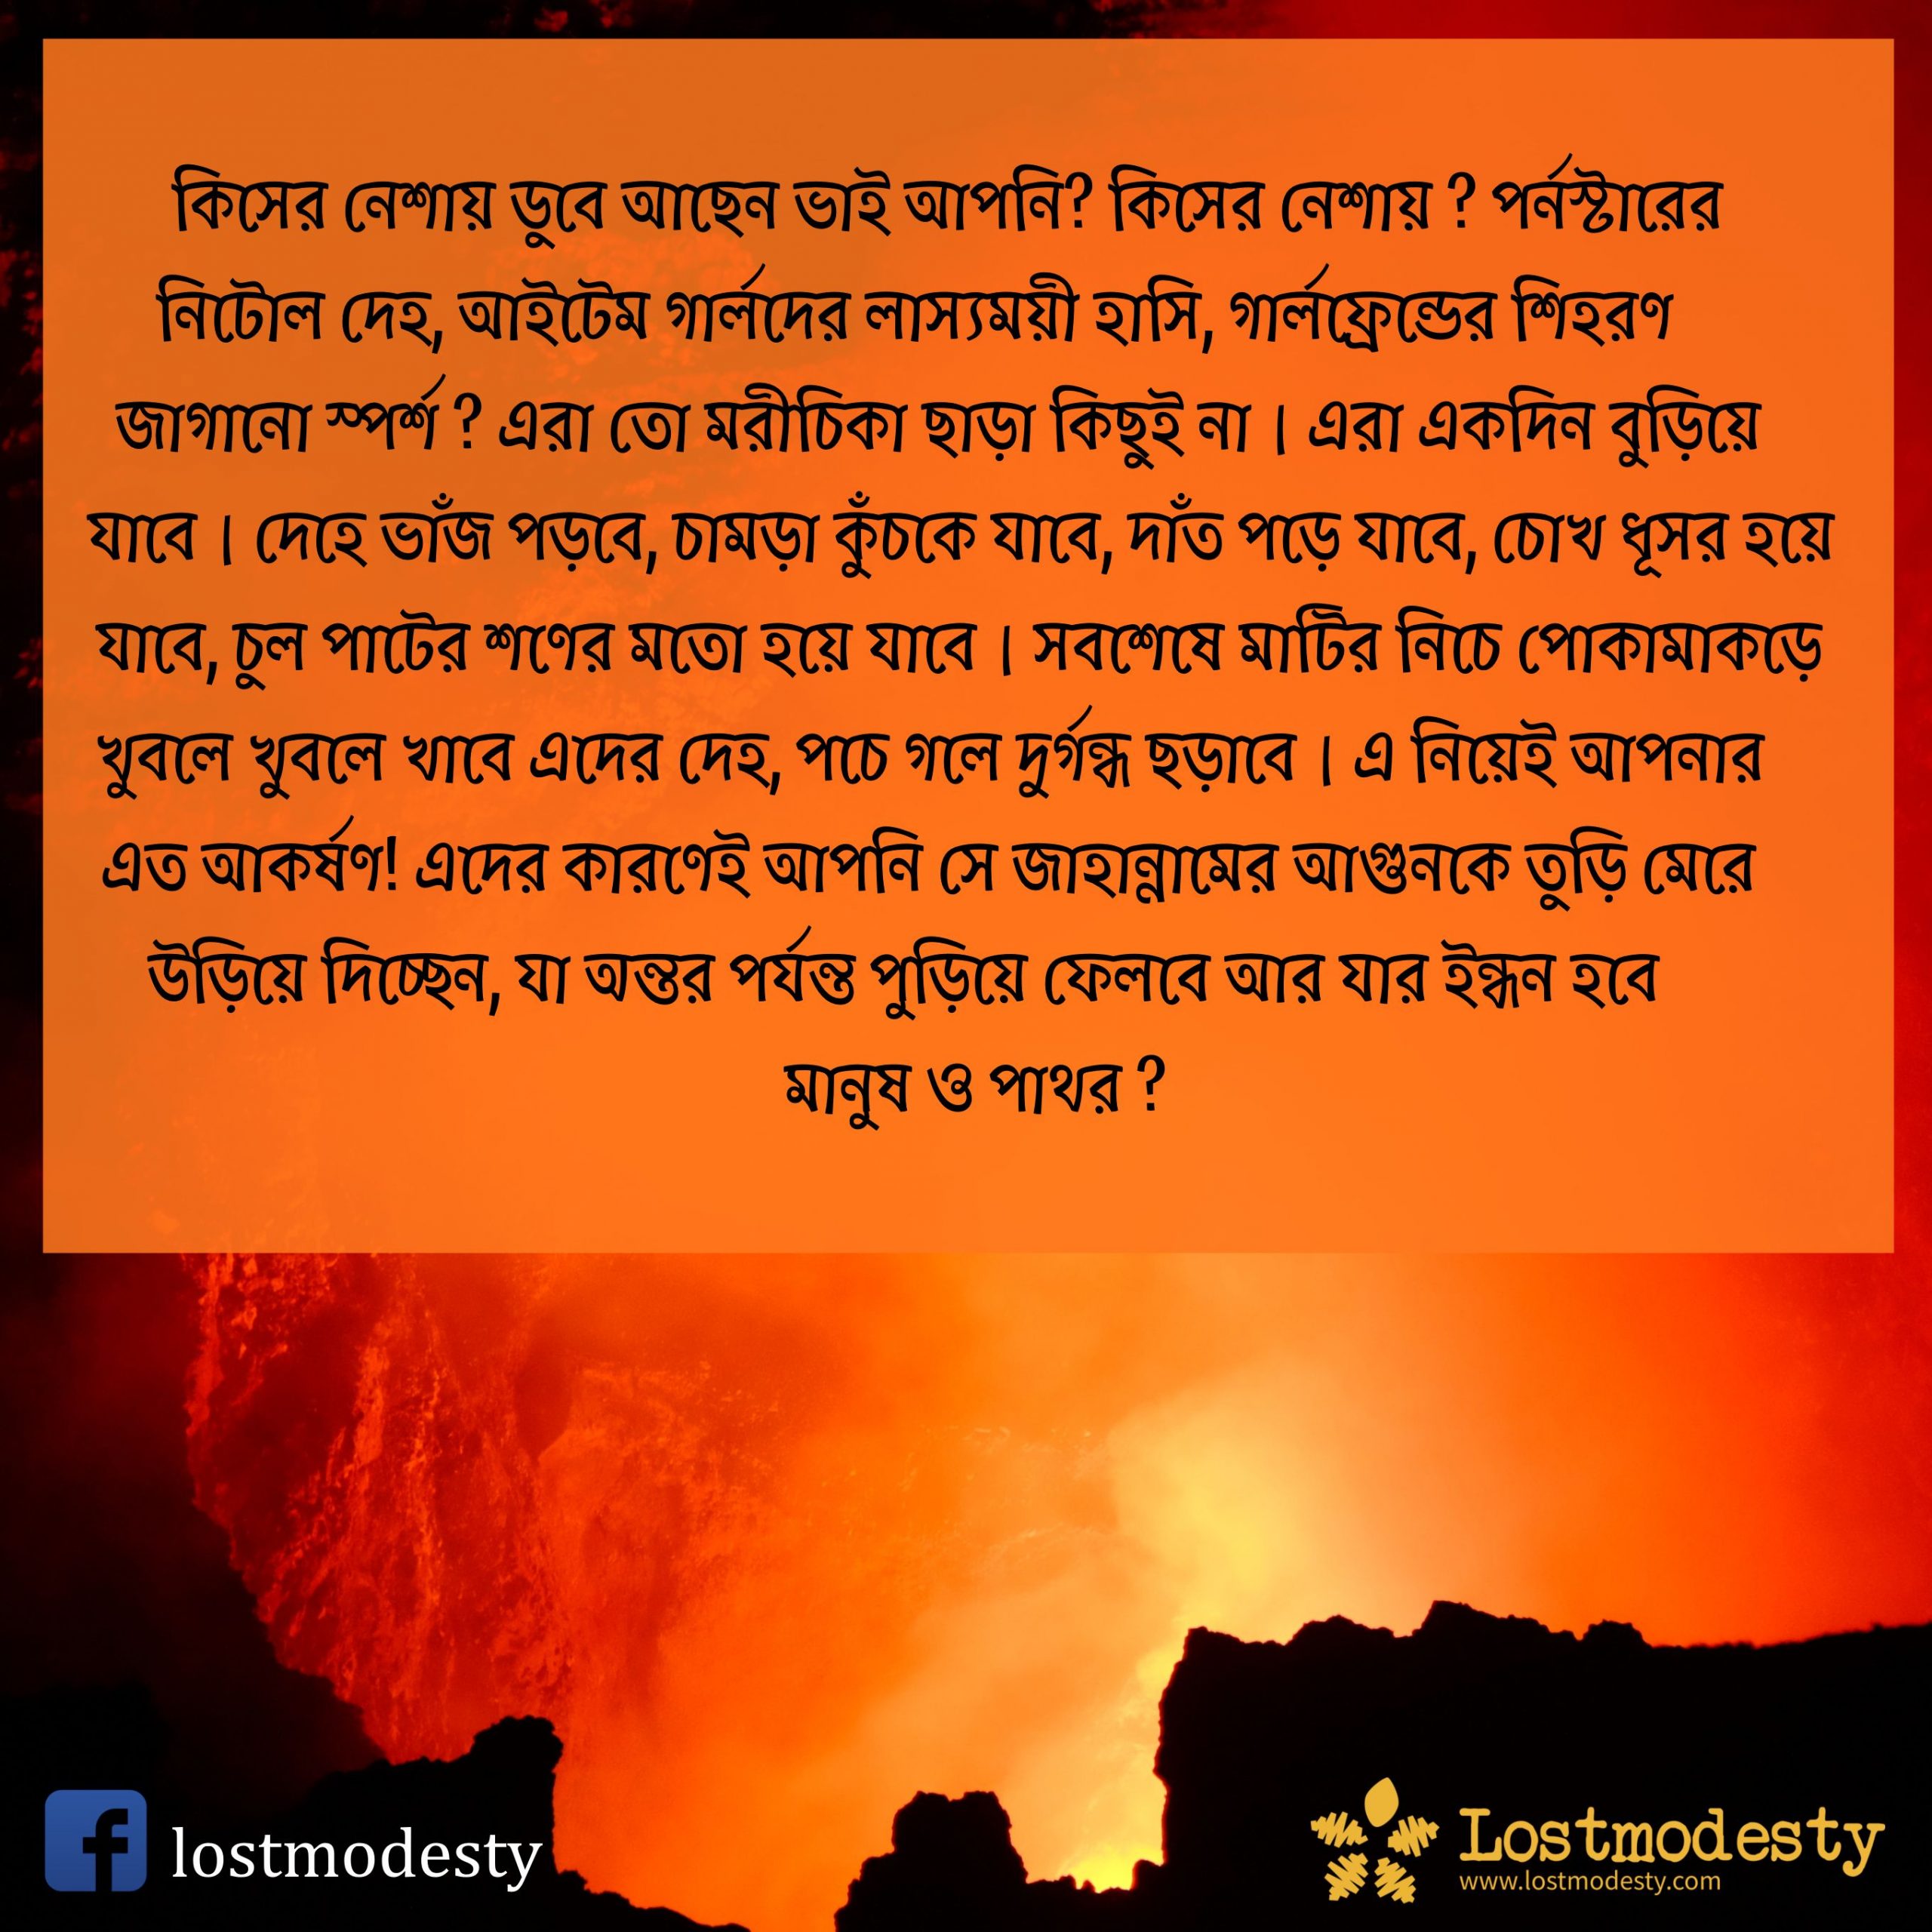 কিসের নেশায় ডুবে আছেন ভাই আপনি? কিসের নেশায় ? পর্নস্টারের
নিটোল দেহ, আইটেম গার্লদের লাস্যময়ী হাসি, গার্লফ্রেন্ডের শিহরণ
জাগানো স্পর্শ ? এরা তো মরীচিকা ছাড়া কিছুই না । এরা একদিন বুড়িয়ে
যাবে । দেহে ভাঁজ পড়বে, চামড়া কুঁচকে যাবে, দাঁত পড়ে যাবে, চোখ ধূসর হয়ে
যাবে, চুল পাটের শণের মতো হয়ে যাবে । সবশেষে মাটির নিচে পোকামাকড়ে
খুবলে খুবলে খাবে এদের দেহ, পচে গলে দুর্গন্ধ ছড়াবে । এ নিয়েই আপনার
এত আকর্ষণ! এদের কারণেই আপনি সে জাহান্নামের আগুনকে তুড়ি মেরে
উড়িয়ে দিচ্ছেন, যা অন্তর পর্যন্ত পুড়িয়ে ফেলবে আর যার ইন্ধন হবে
মানুষ ও পাথর ?
lostmodesty
Lostmodesty
www.lostmodesty.com